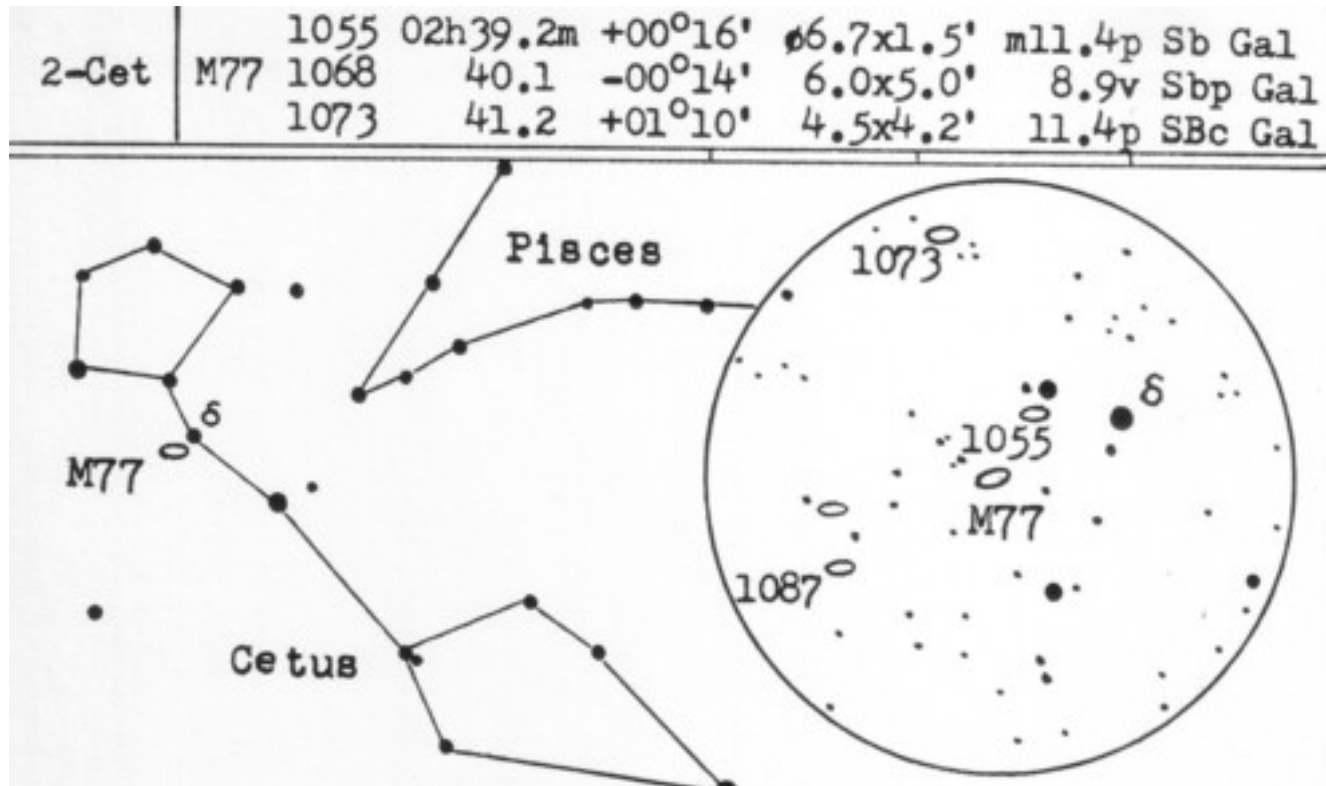 1055 02h39.2m +00°16' ø6.7x1.5' m11.4p Sb Gal
2-Cet M77 1068 40.1 -00°14' 6.0x5.0' 8.9v Sbp Gal
1073 41.2 +01°10' 4.5x4.2' 11.4p SBc Gal
Pisces
1073
δ
δ
1055
M77
M77
1087
Cetus